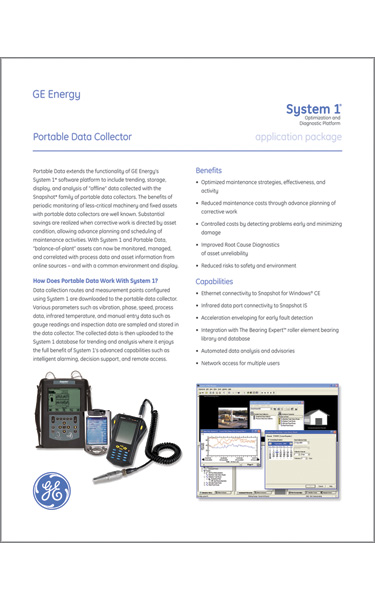 GE Energy
System 1®
Optimization and
Diagnostic Platform
Portable Data Collector
application package
Portable Data extends the functionality of GE Energy's
System 1® software platform to include trending, storage,
display, and analysis of "offline" data collected with the
Snapshot® family of portable data collectors. The benefits of
periodic monitoring of less-critical machinery and fixed assets
with portable data collectors are well known. Substantial
savings are realized when corrective work is directed by asset
condition, allowing advance planning and scheduling of
maintenance activities. With System 1 and Portable Data,
"balance-of-plant" assets can now be monitored, managed,
and correlated with process data and asset information from
online sources – and with a common environment and display.
How Does Portable Data Work With System 1?
Data collection routes and measurement points configured
using System 1 are downloaded to the portable data collector.
Various parameters such as vibration, phase, speed, process
data, infrared temperature, and manual entry data such as
gauge readings and inspection data are sampled and stored in
the data collector. The collected data is then uploaded to the
System 1 database for trending and analysis where it enjoys
the full benefit of System 1's advanced capabilities such as
intelligent alarming, decision support, and remote access.
Benefits
• Optimized maintenance strategies, effectiveness, and
activity
• Reduced maintenance costs through advance planning of
corrective work
• Controlled costs by detecting problems early and minimizing
damage
• Improved Root Cause Diagnostics
of asset unreliability
• Reduced risks to safety and environment
Capabilities
• Ethernet connectivity to Snapshot for Windows® CE
• Infrared data port connectivity to Snapshot IS
• Acceleration enveloping for early fault detection
• Integration with The Bearing Expert™ roller element bearing
library and database
• Automated data analysis and advisories
• Network access for multiple users
GE